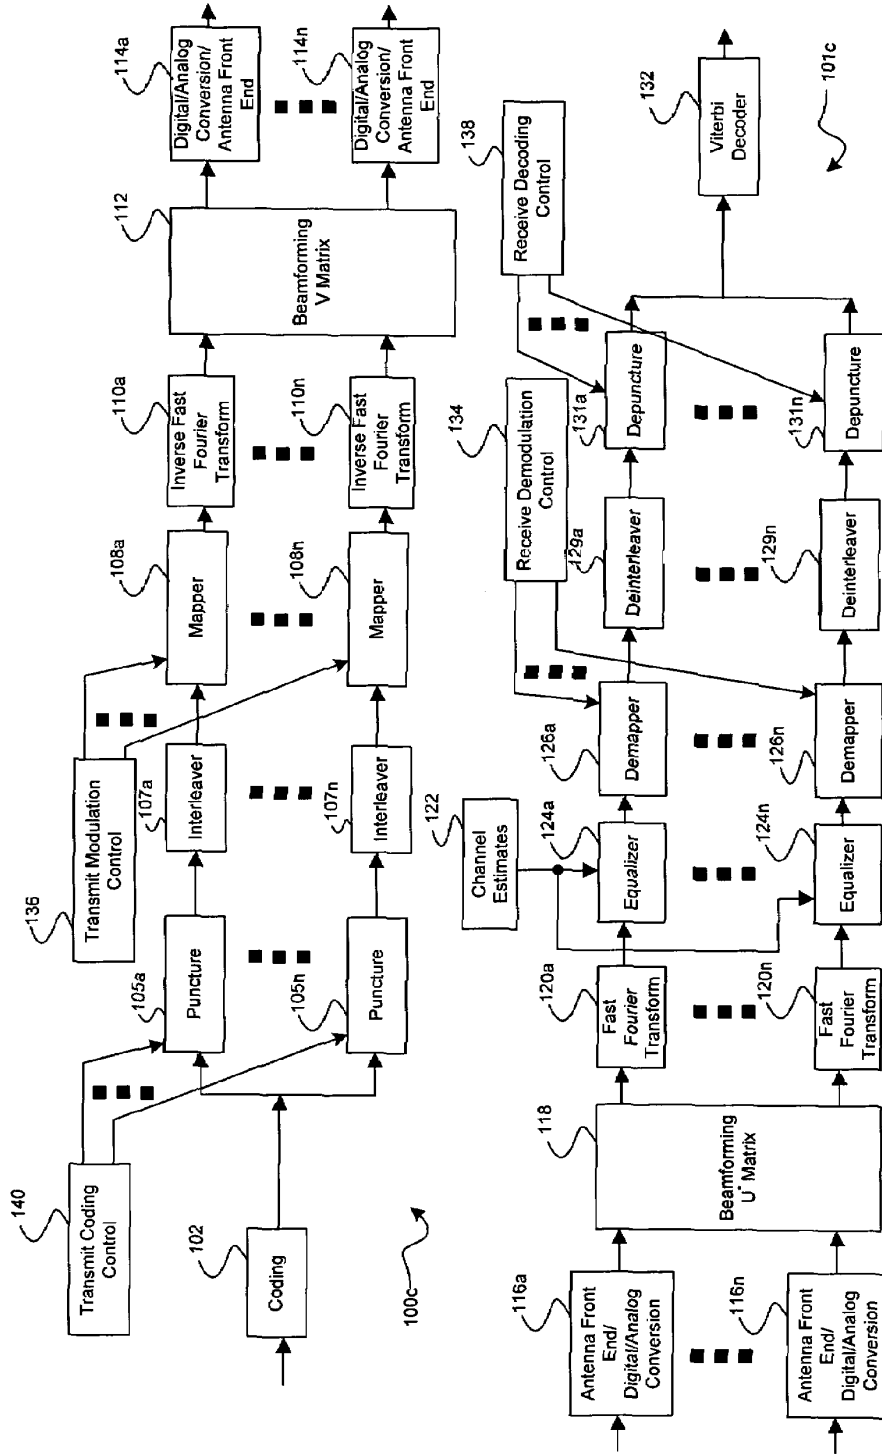 140
Transmit Coding
Control
102
Coding
100c
105a
Puncture
105n
Puncture
136
Transmit Modulation
Control
107a
Interleaver
107n
Interleaver
108a
Mapper
108n
Mapper
110a
Inverse Fast
Fourier
Transform
110n
Inverse Fast
Fourier
Transform
112
Beamforming
V Matrix
114a
Digital/Analog
Conversion/
Antenna Front
End
114n
Digital/Analog
Conversion/
Antenna Front
End
116a
Antenna Front
End/
Digital/Analog
Conversion
116n
Antenna Front
End/
Digital/Analog
Conversion
118
Beamforming
U* Matrix
120a
Fast
Fourier
Transform
120n
Fast
Fourier
Transform
122
Channel
Estimates
124a
Equalizer
124n
Equalizer
126a
Demapper
126n
Demapper
134
Receive Demodulation
Control
129a
Deinterleaver
129n
Deinterleaver
138
Receive Decoding
Control
131a
Depuncture
131n
Depuncture
132
Viterbi
Decoder
101c